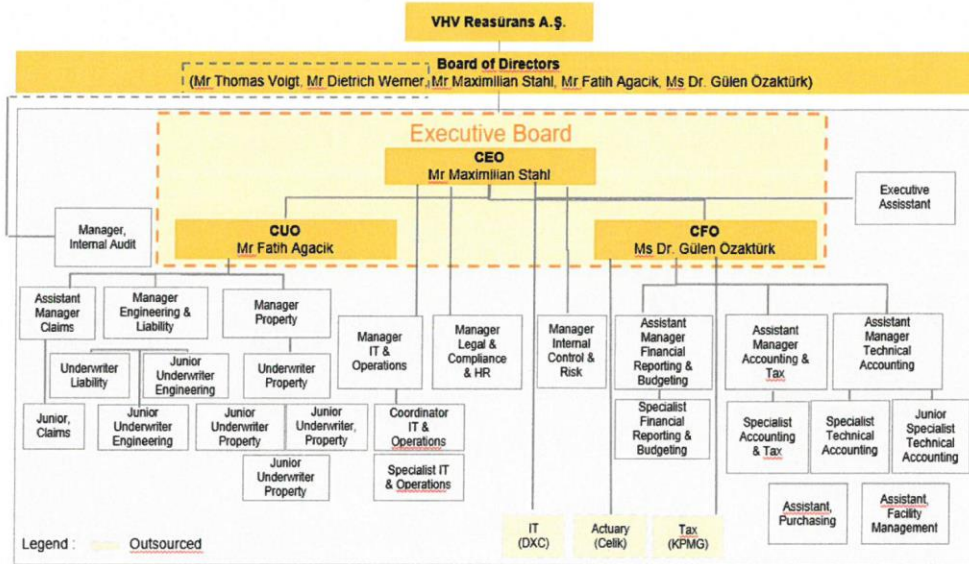 VHV Reasürans A.Ş.
Board of Directors
(Mr Thomas Voigt, Mr Dietrich Werner, Mr Maximilian Stahl, Mr Fatih Agacik, Ms Dr. Gülen Özaktürk)
Executive Board
CEO
Mr Maximilian Stahl
Executive
Assisstant
Manager,
Internal Audit
CUO
Mr Fatih Agacik
CFO
Ms Dr. Gülen Özaktürk
Assistant
Manager
Claims
Manager
Engineering &
Liability
Manager
Property
Manager
IT &
Operations
Manager
Legal &
Compliance
& HR
Manager
Internal
Control &
Risk
Assistant
Manager
Financial
Reporting &
Budgeting
Assistant
Manager
Accounting &
Tax
Assistant
Manager
Technical
Accounting
Underwriter
Liability
Junior
Underwriter
Engineering
Underwriter
Property
Junior,
Claims
Junior
Underwriter
Engineering
Junior
Underwriter
Property
Junior
Underwriter,
Property
Coordinator
IT &
Operations
Specialist
Financial
Reporting &
Budgeting
Specialist
Accounting
& Tax
Specialist
Technical
Accounting
Junior
Specialist
Technical
Accounting
Junior
Underwriter
Property
Specialist IT
& Operations
Assistant,
Purchasing
Assistant,
Facility
Management
IT
(DXC)
Actuary
(Celik)
Tax
(KPMG)
Legend : Outsourced